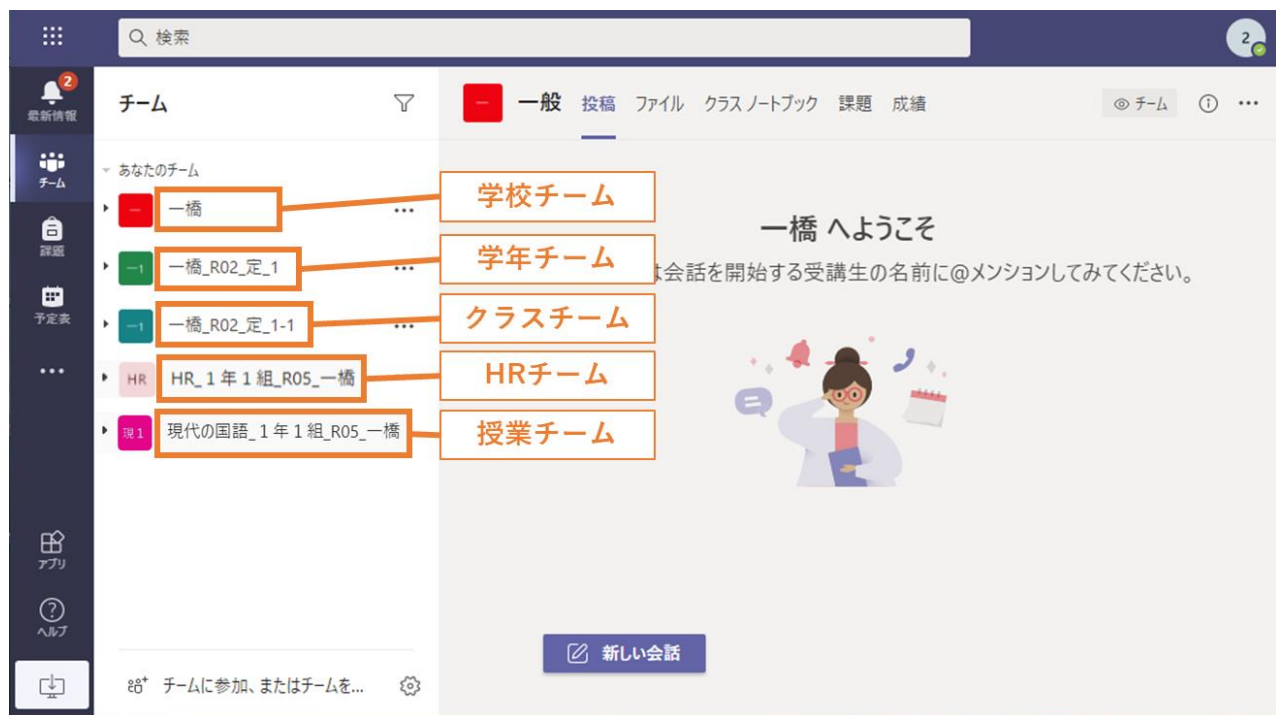 検索
2
2
最新情報
チーム
課題
予定表
アプリ
ヘルプ
チーム
あなたのチーム
一 一橋
一1 一橋_R02_定_1
一1 一橋_R02_定_1-1
HR HR_１年１組_R05_一橋
現1 現代の国語_１年１組_R05_一橋
チームに参加、またはチームを...
学校チーム
学年チーム
クラスチーム
HRチーム
授業チーム
一 一般 投稿 ファイル クラス ノートブック 課題 成績 チーム
一橋 へようこそ
は会話を開始する受講生の名前に@メンションしてみてください。
新しい会話